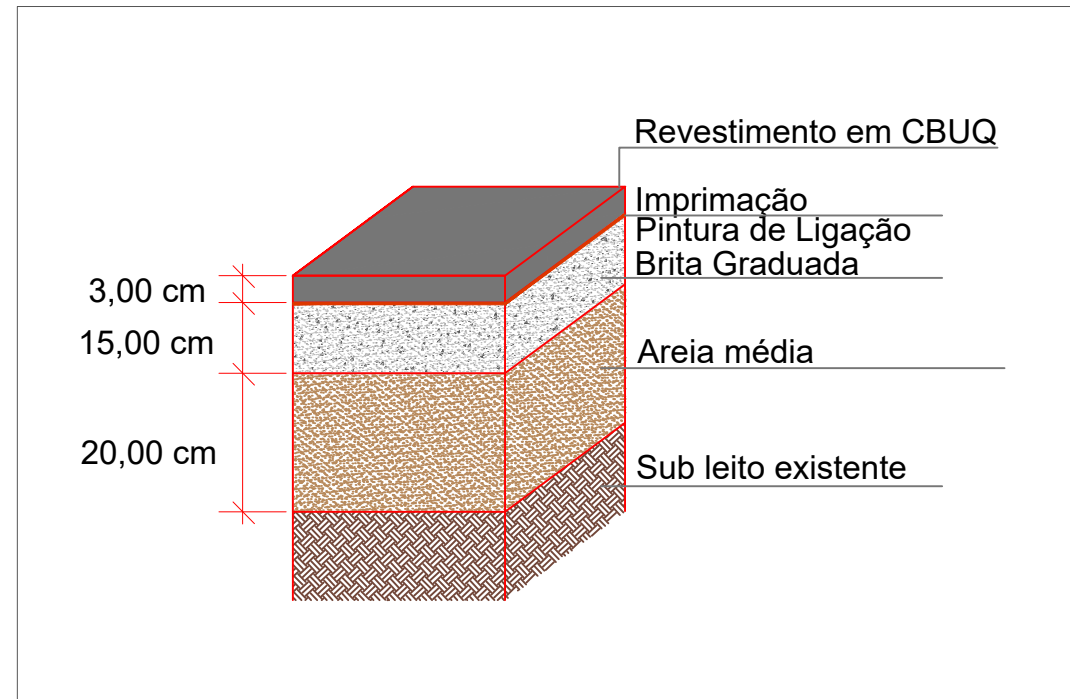 Revestimento em CBUQ
Imprimação
Pintura de Ligação
Brita Graduada
3,00 cm
15,00 cm
Areia média
20,00 cm
Sub leito existente